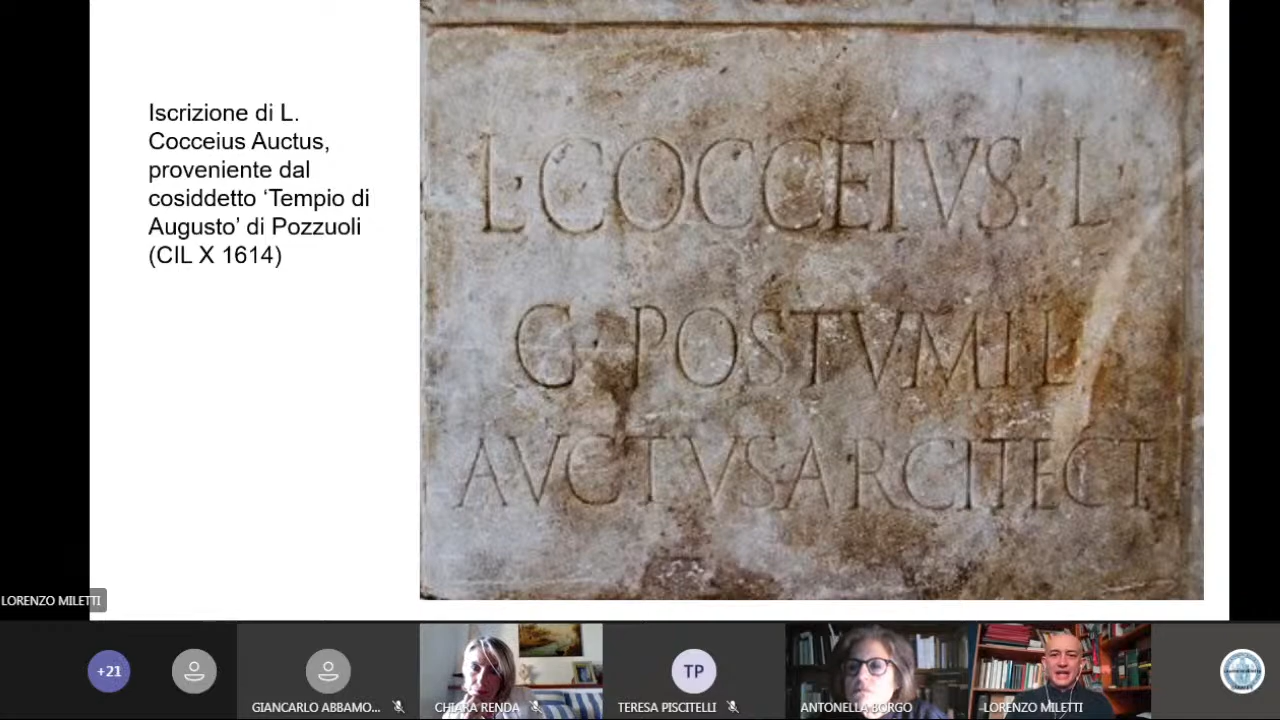 Iscrizione di L.
Cocceius Auctus,
proveniente dal
cosiddetto ‘Tempio di
Augusto’ di Pozzuoli
(CIL X 1614)
L·COCCEIVS·L·
C·POSTVMI L
AVCTVS·ARCITECT
LORENZO MILETTI
+21
GIANCARLO ABBAMO...
CHIARA RENDA
TP
TERESA PISCITELLI
ANTONELLA BORGO
LORENZO MILETTI